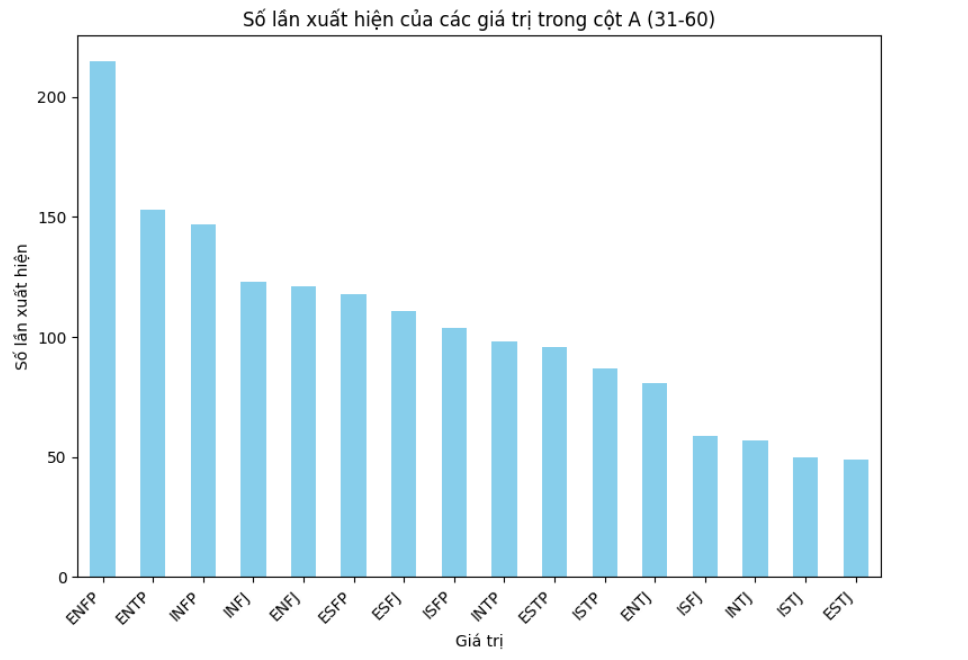 Số lần xuất hiện của các giá trị trong cột A (31-60)
Số lần xuất hiện
200
150
100
50
0
ENFP ENTP INFP INFJ ENFJ ESFP ESFJ ISFP INTP ESTP ISTP ENTJ ISFJ INTJ ISTJ ESTJ
Giá trị